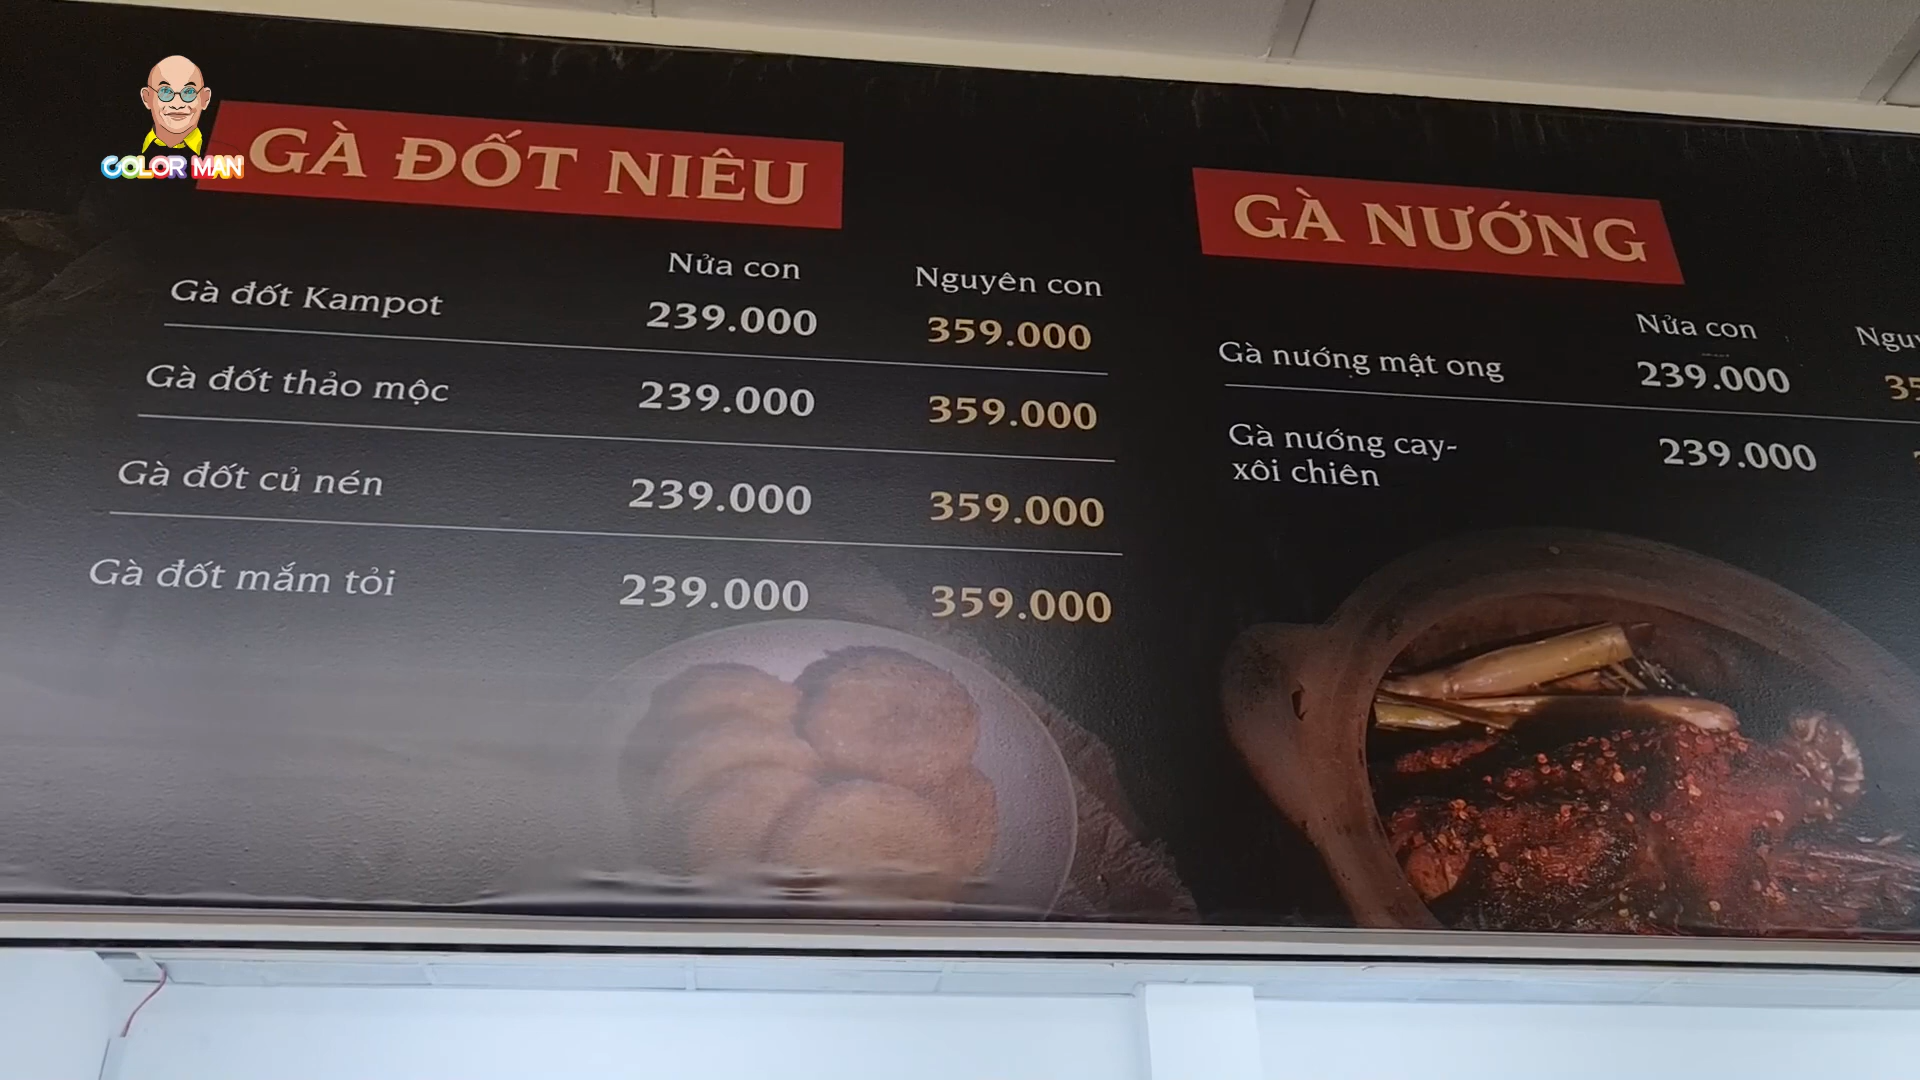 COLOR MAN
GÀ ĐỐT NIÊU
Nửa con Nguyên con
Gà đốt Kampot 239.000 359.000
Gà đốt thảo mộc 239.000 359.000
Gà đốt củ nén 239.000 359.000
Gà đốt mắm tỏi 239.000 359.000
GÀ NƯỚNG
Nửa con
Gà nướng mật ong 239.000
Gà nướng cay- 239.000
xôi chiên